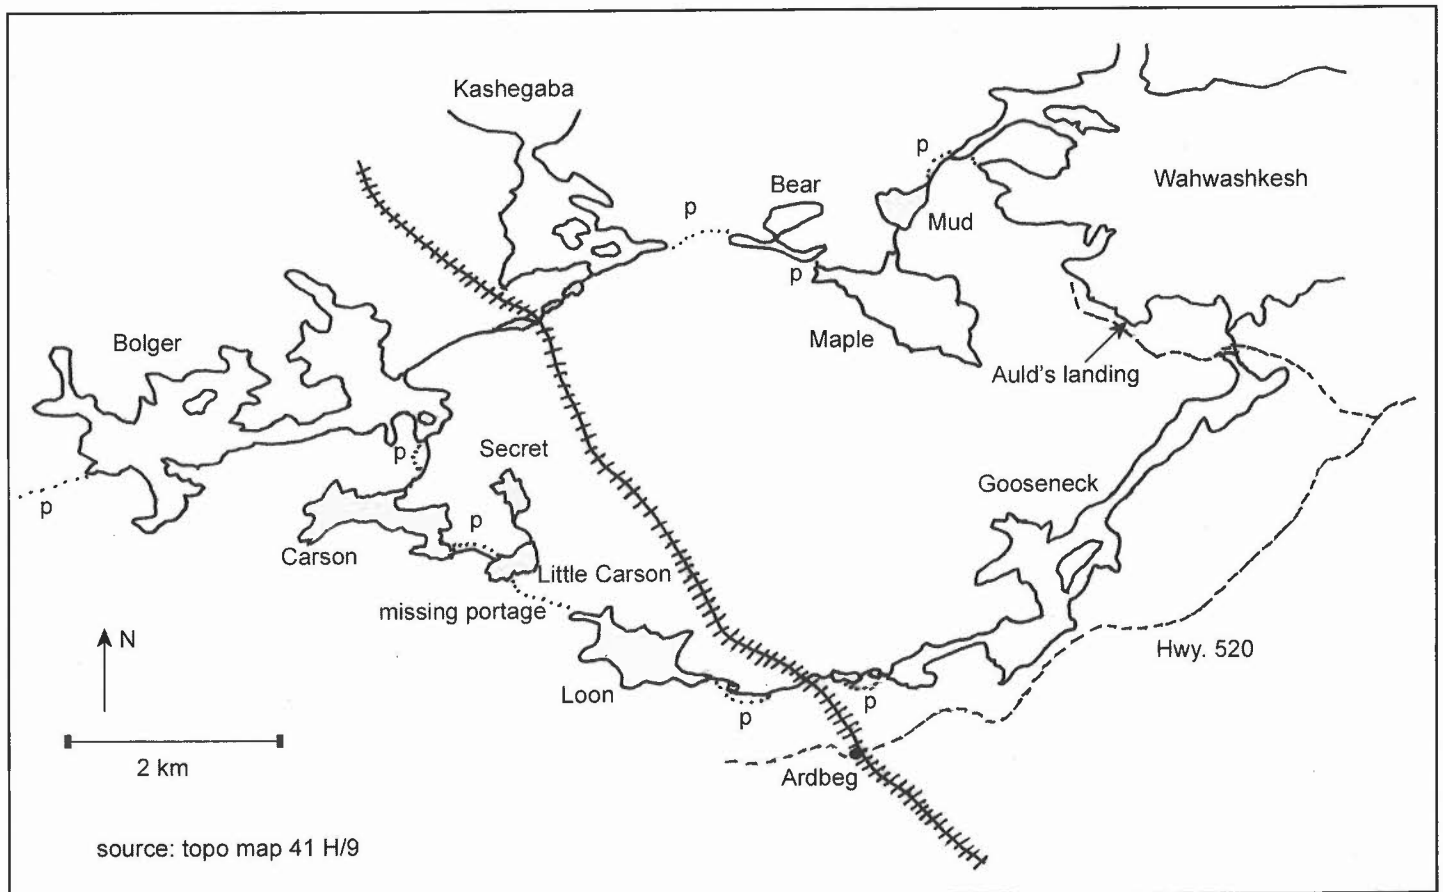 Kashegaba
p
Bear
p
Wahwashkesh
Mud
p
Bolger
Maple
Auld's landing
Secret
p
Gooseneck
p
p
Carson
Little Carson
missing portage
N
Hwy. 520
Loon
p
p
2 km
Ardbeg
source: topo map 41 H/9